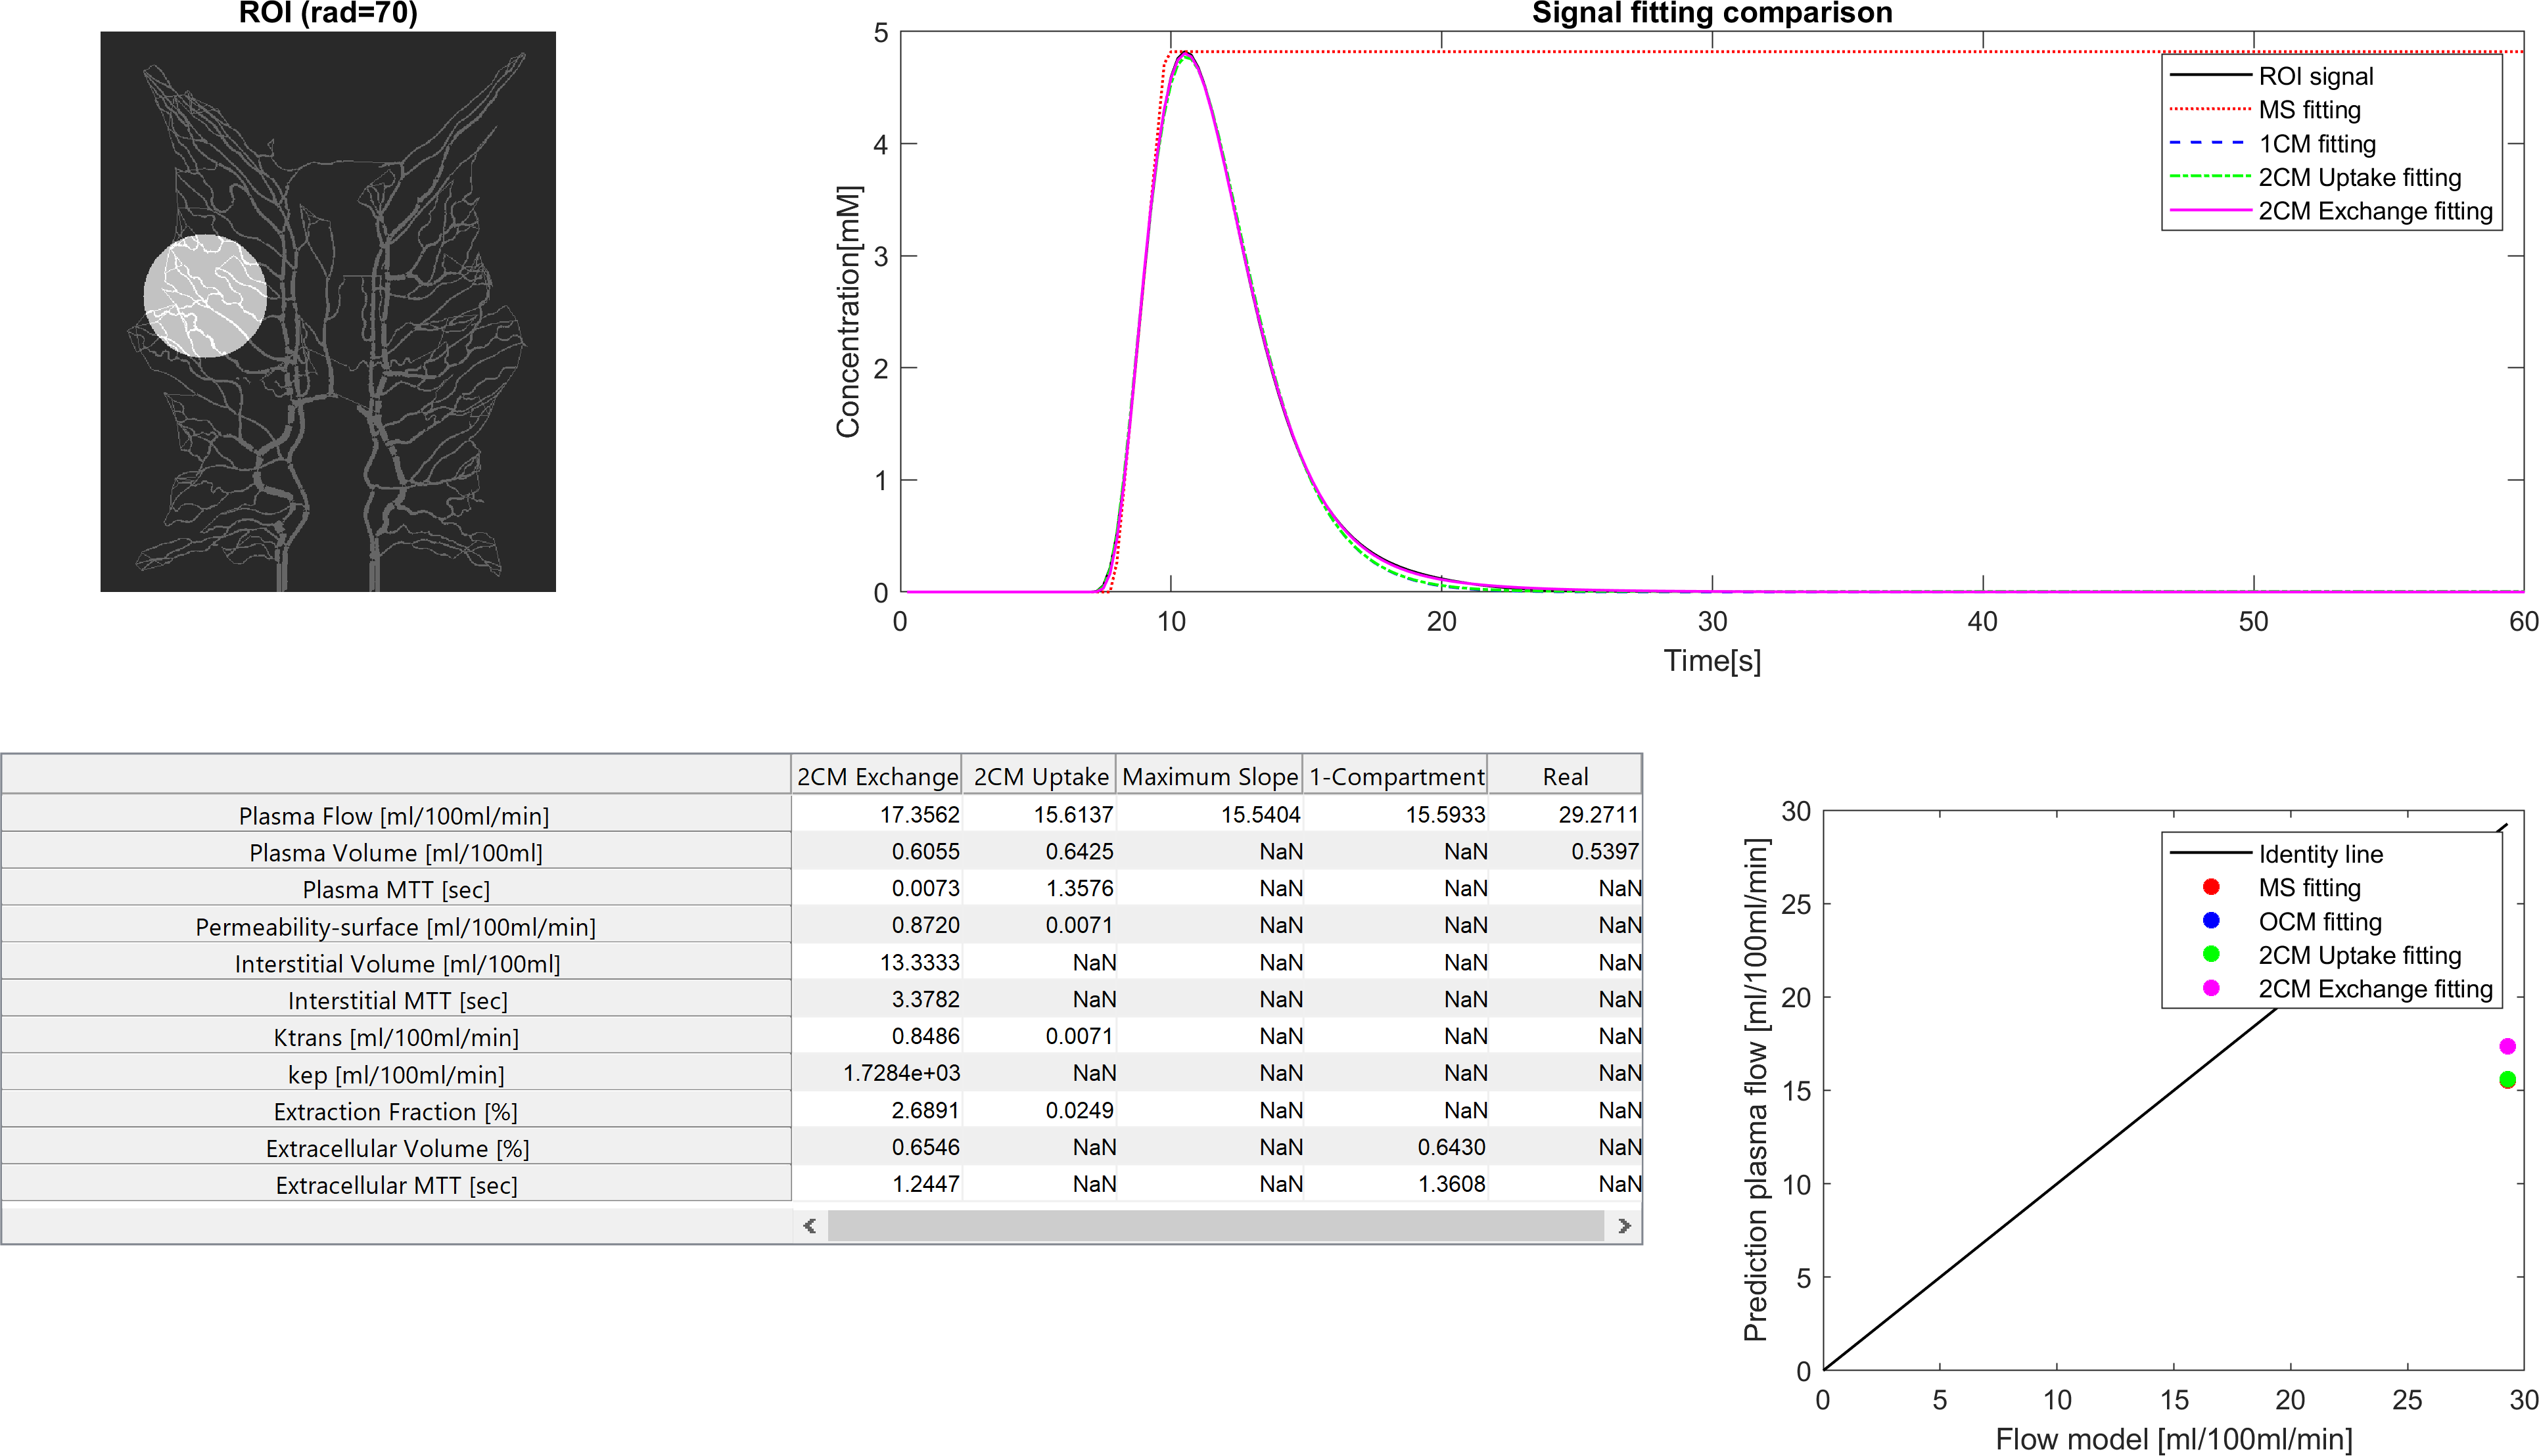 ROI (rad=70)
Signal fitting comparison
5
4
3
2
1
0
Concentration[mM]
0 10 20 30 40 50 60
Time[s]
ROI signal
MS fitting
1CM fitting
2CM Uptake fitting
2CM Exchange fitting
2CM Exchange 2CM Uptake Maximum Slope 1-Compartment Real
Plasma Flow [ml/100ml/min] 17.3562 15.6137 15.5404 15.5933 29.2711
Plasma Volume [ml/100ml] 0.6055 0.6425 NaN NaN 0.5397
Plasma MTT [sec] 0.0073 1.3576 NaN NaN NaN
Permeability-surface [ml/100ml/min] 0.8720 0.0071 NaN NaN NaN
Interstitial Volume [ml/100ml] 13.3333 NaN NaN NaN NaN
Interstitial MTT [sec] 3.3782 NaN NaN NaN NaN
Ktrans [ml/100ml/min] 0.8486 0.0071 NaN NaN NaN
kep [ml/100ml/min] 1.7284e+03 NaN NaN NaN NaN
Extraction Fraction [%] 2.6891 0.0249 NaN NaN NaN
Extracellular Volume [%] 0.6546 NaN NaN 0.6430 NaN
Extracellular MTT [sec] 1.2447 NaN NaN 1.3608 NaN
30
25
20
15
10
5
0
Prediction plasma flow [ml/100ml/min]
0 5 10 15 20 25 30
Flow model [ml/100ml/min]
Identity line
MS fitting
OCM fitting
2CM Uptake fitting
2CM Exchange fitting